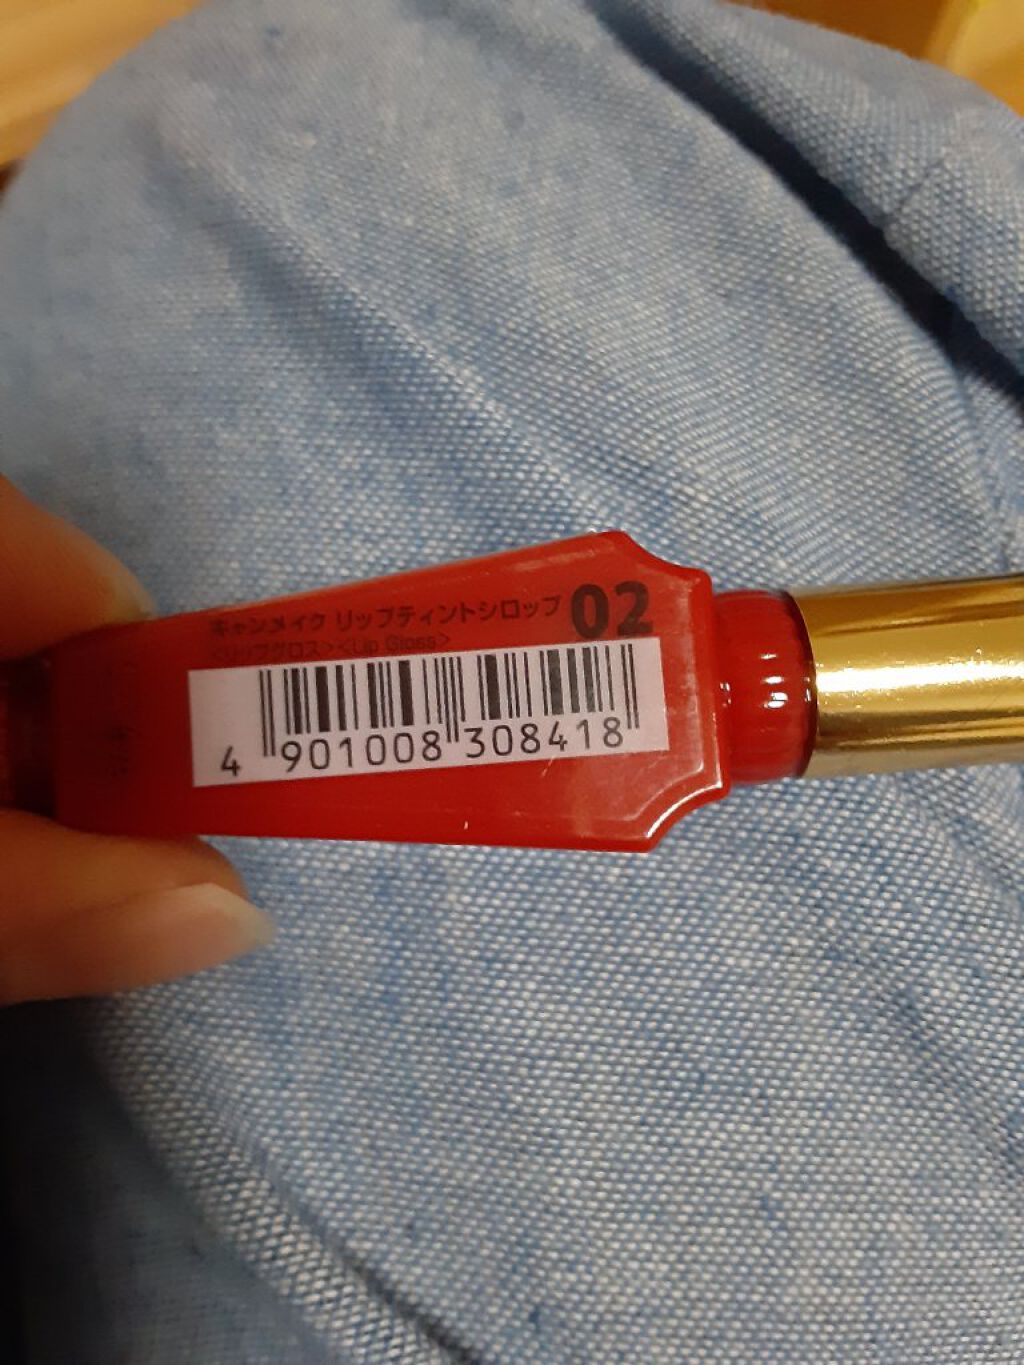 キャンメイク リップティントシロップ 02
<リップグロス><Lip Gloss>
4 901008 308418